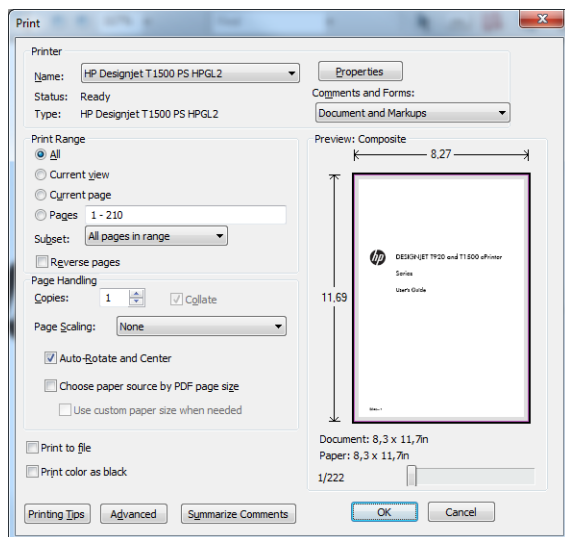 Print
Printer
Name: HP Designjet T1500 PS HPGL2
Properties
Status: Ready
Comments and Forms:
Type: HP Designjet T1500 PS HPGL2
Document and Markups
Print Range
All
Current view
Current page
Pages 1 - 210
Subset: All pages in range
Reverse pages
Page Handling
Copies: 1 Collate
Page Scaling: None
Auto-Rotate and Center
Choose paper source by PDF page size
Use custom paper size when needed
Print to file
Print color as black
Preview: Composite
8,27
11,69
hp
DESIGNJET T920 and T1500 ePrinter
Series
User's Guide
Document: 8,3 x 11,7in
Paper: 8,3 x 11,7in
1/222
Printing Tips Advanced Summarize Comments OK Cancel